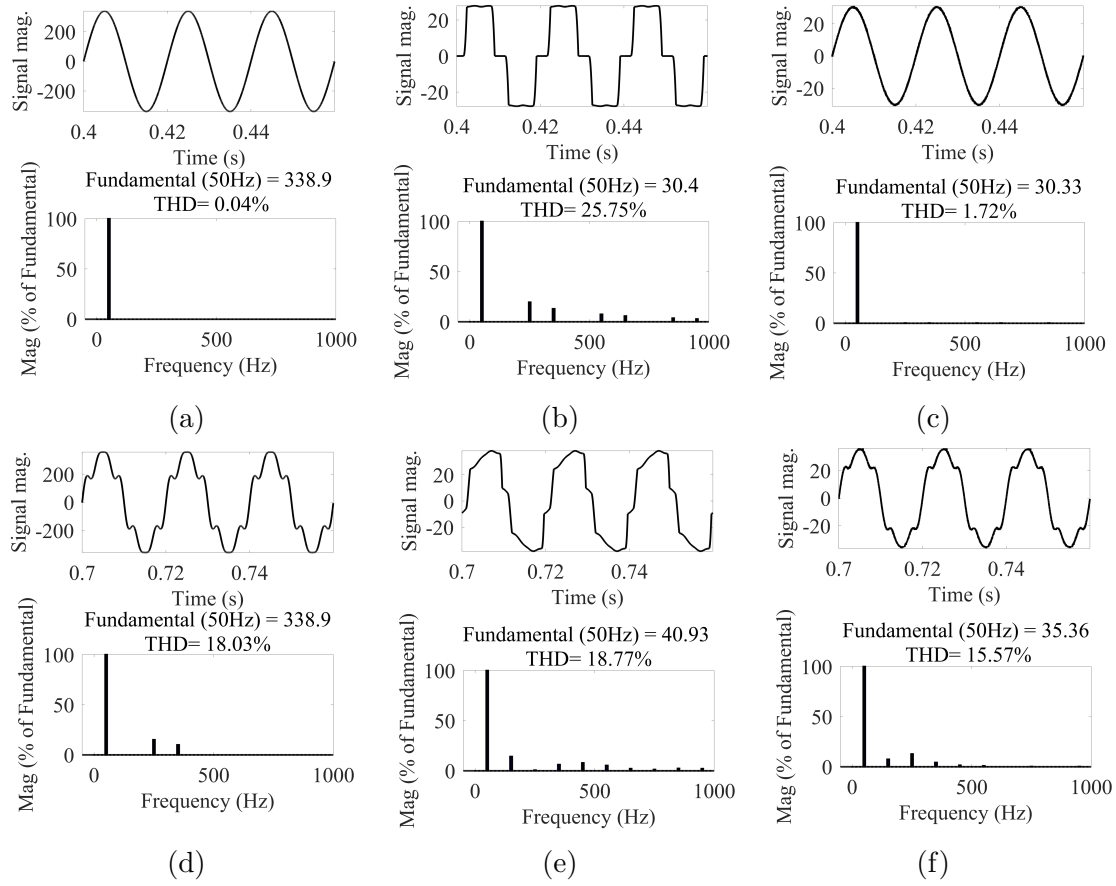 Signal mag.
200
0
-200
0.4
0.42
0.44
Time (s)
Fundamental (50Hz) = 338.9
THD= 0.04%
Mag (% of Fundamental)
100
50
0
0
500
1000
Frequency (Hz)
(a)
Signal mag.
20
0
-20
0.4
0.42
0.44
Time (s)
Fundamental (50Hz) = 30.4
THD= 25.75%
Mag (% of Fundamental)
100
50
0
0
500
1000
Frequency (Hz)
(b)
Signal mag.
20
0
-20
0.4
0.42
0.44
Time (s)
Fundamental (50Hz) = 30.33
THD= 1.72%
Mag (% of Fundamental)
100
50
0
0
500
1000
Frequency (Hz)
(c)
Signal mag.
200
0
-200
0.7
0.72
0.74
Time (s)
Fundamental (50Hz) = 338.9
THD= 18.03%
Mag (% of Fundamental)
100
50
0
0
500
1000
Frequency (Hz)
(d)
Signal mag.
20
0
-20
0.7
0.72
0.74
Time (s)
Fundamental (50Hz) = 40.93
THD= 18.77%
Mag (% of Fundamental)
100
50
0
0
500
1000
Frequency (Hz)
(e)
Signal mag.
20
0
-20
0.7
0.72
0.74
Time (s)
Fundamental (50Hz) = 35.36
THD= 15.57%
Mag (% of Fundamental)
100
50
0
0
500
1000
Frequency (Hz)
(f)